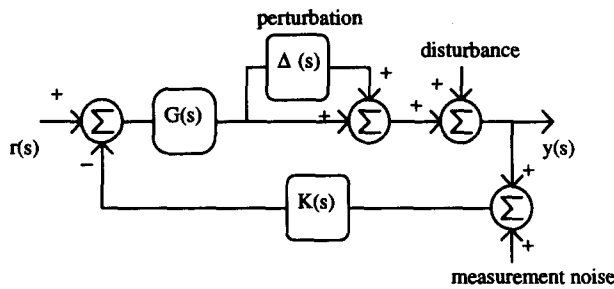 perturbation
Δ (s)
disturbance
+
+
+
G(s)
Σ
+
Σ
+
+
Σ
r(s)
−
y(s)
+
K(s)
Σ
+
measurement noise